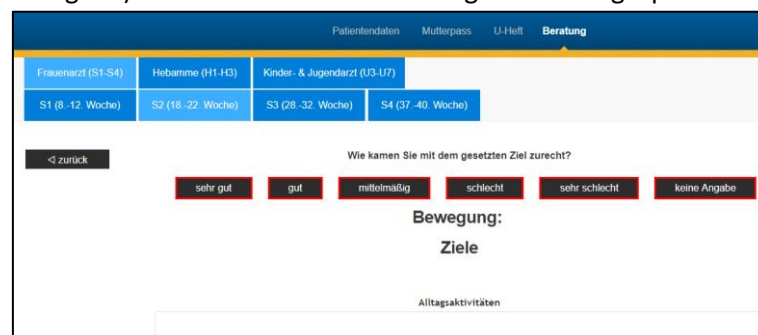 Patientendaten Mutterpass U-Heft Beratung
Frauenarzt (S1-S4) Hebamme (H1-H3) Kinder- & Jugendarzt (U3-U7)
S1 (8.-12. Woche) S2 (18.-22. Woche) S3 (28.-32. Woche) S4 (37.-40. Woche)
zurück
Wie kamen Sie mit dem gesetzten Ziel zurecht?
sehr gut gut mittelmäßig schlecht sehr schlecht keine Angabe
Bewegung:
Ziele
Alltagsaktivitäten